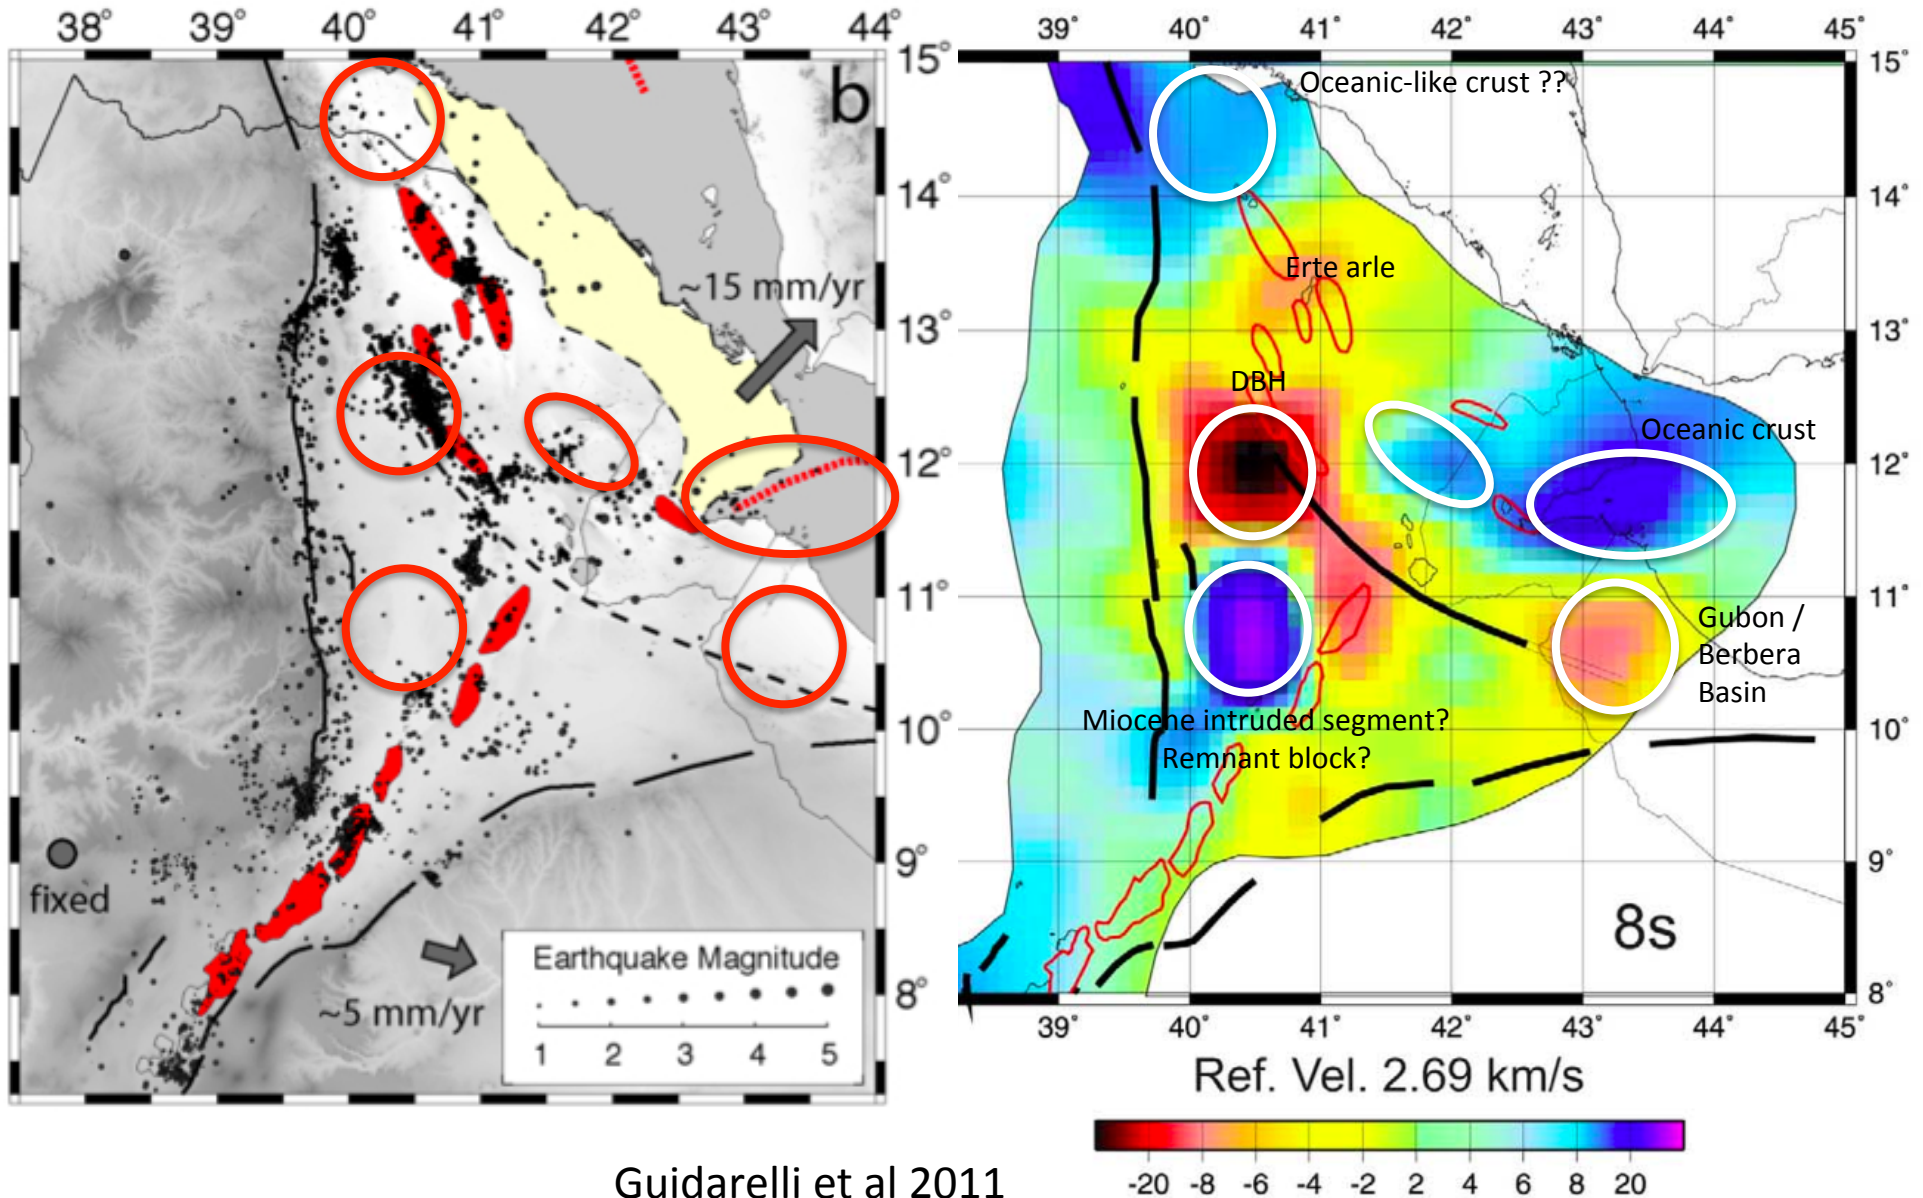 38° 39° 40° 41° 42° 43° 44°
15°
b
14°
~15 mm/yr
13°
12°
11°
10°
9°
fixed
Earthquake Magnitude
1 2 3 4 5
8°
~5 mm/yr
39° 40° 41° 42° 43° 44° 45°
15°
Oceanic-like crust ??
14°
Erte arle
13°
DBH
Oceanic crust
12°
11°
Gubon /
Berbera
Basin
Miocene intruded segment?
Remnant block?
10°
9°
8s
8°
39° 40° 41° 42° 43° 44° 45°
Ref. Vel. 2.69 km/s
-20 -8 -6 -4 -2 2 4 6 8 20
Guidarelli et al 2011